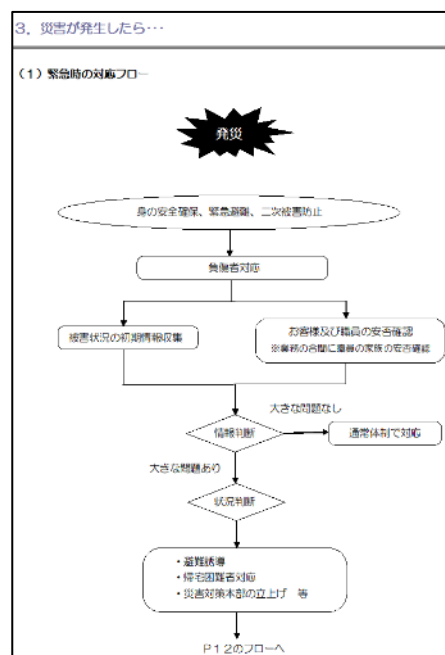 3. 災害が発生したら･･･
（1）緊急時の対応フロー
発災
身の安全確保、緊急避難、二次被害防止
負傷者対応
被害状況の初期情報収集
お客様及び職員の安否確認
※業務の合間に職員の家族の安否確認
大きな問題なし
情報判断
通常体制で対応
大きな問題あり
状況判断
・避難誘導
・帰宅困難者対応
・災害対策本部の立上げ　等
P12のフローへ